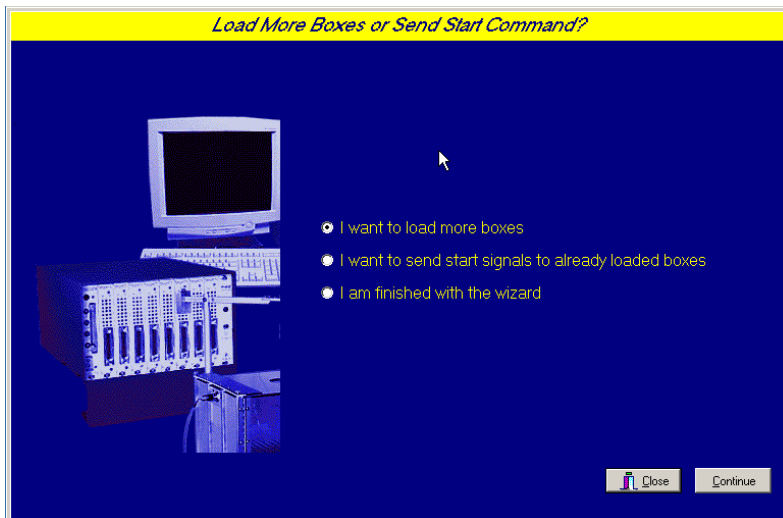 Load More Boxes or Send Start Command?
I want to load more boxes
I want to send start signals to already loaded boxes
I am finished with the wizard
Close
Continue